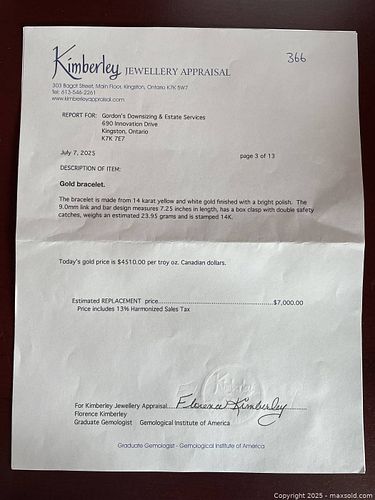 366
Kimberley JEWELLERY APPRAISAL
303 Bagot Street, Main Floor, Kingston, Ontario K7K 5W7
Tel: 613-546-2261
www.kimberleyappraisal.com
REPORT FOR: Gordon's Downsizing & Estate Services
690 Innovation Drive
Kingston, Ontario
K7K 7E7
July 7, 2025 page 3 of 13
DESCRIPTION OF ITEM:
Gold bracelet.
The bracelet is made from 14 karat yellow and white gold finished with a bright polish. The
9.0mm link and bar design measures 7.25 inches in length, has a box clasp with double safety
catches, weighs an estimated 23.95 grams and is stamped 14K.
Today's gold price is $4510.00 per troy oz. Canadian dollars.
Estimated REPLACEMENT price..............................................$7,000.00
Price includes 13% Harmonized Sales Tax
Kimberley
For Kimberley Jewellery Appraisal Florence Kimberley
Florence Kimberley
Graduate Gemologist Gemological Institute of America
Graduate Gemologist - Gemological Institute of America
Copyright 2025 - maxsold.com